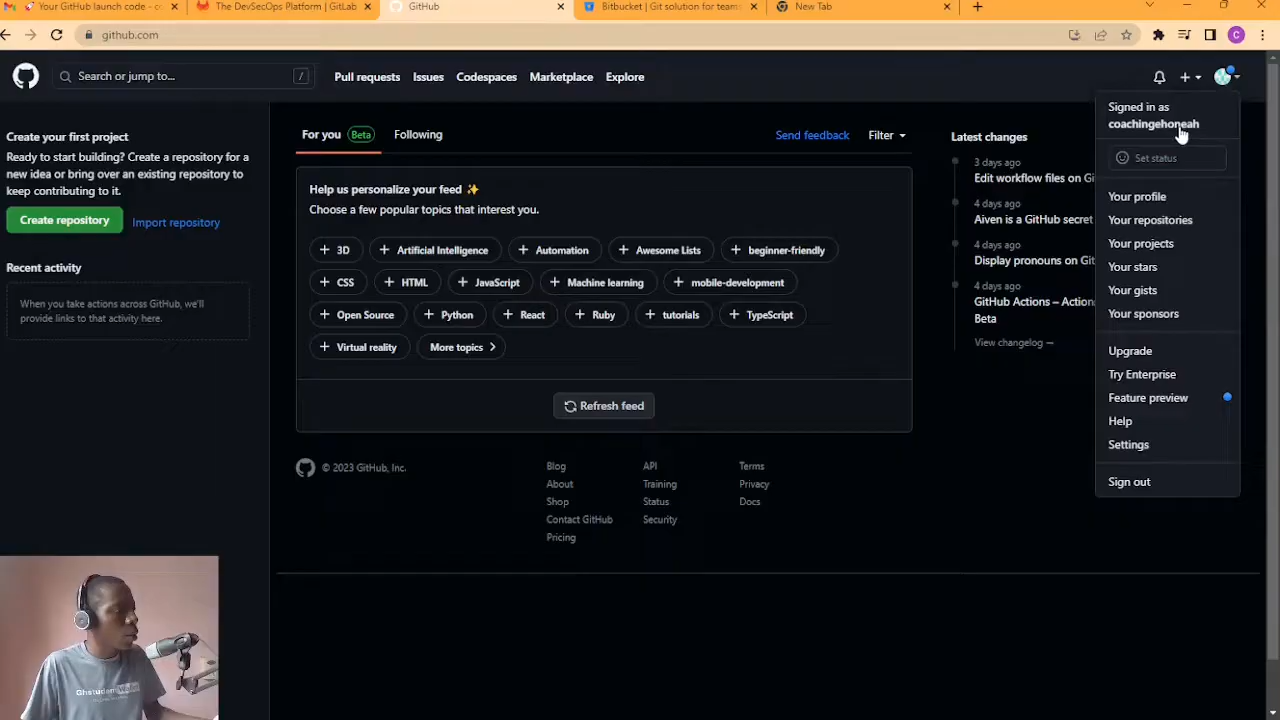 Your GitHub launch code - c
The DevSecOps Platform | GitLab
GitHub
Bitbucket | Git solution for teams
New Tab
github.com
C
Search or jump to...
/
Pull requests
Issues
Codespaces
Marketplace
Explore
Create your first project
Ready to start building? Create a repository for a
new idea or bring over an existing repository to
keep contributing to it.
Create repository
Import repository
Recent activity
When you take actions across GitHub, we'll
provide links to that activity here.
For you Beta
Following
Send feedback
Filter
Help us personalize your feed
Choose a few popular topics that interest you.
3D
Artificial Intelligence
Automation
Awesome Lists
beginner-friendly
CSS
HTML
JavaScript
Machine learning
mobile-development
Open Source
Python
React
Ruby
tutorials
TypeScript
Virtual reality
More topics
Refresh feed
© 2023 GitHub, Inc.
Blog
About
Shop
Contact GitHub
Pricing
API
Training
Status
Security
Terms
Privacy
Docs
Latest changes
3 days ago
Edit workflow files on Gi
4 days ago
Aiven is a GitHub secret
4 days ago
Display pronouns on Git
4 days ago
GitHub Actions – Action
Beta
View changelog →
Signed in as
coachingehoneah
Set status
Your profile
Your repositories
Your projects
Your stars
Your gists
Your sponsors
Upgrade
Try Enterprise
Feature preview
Help
Settings
Sign out